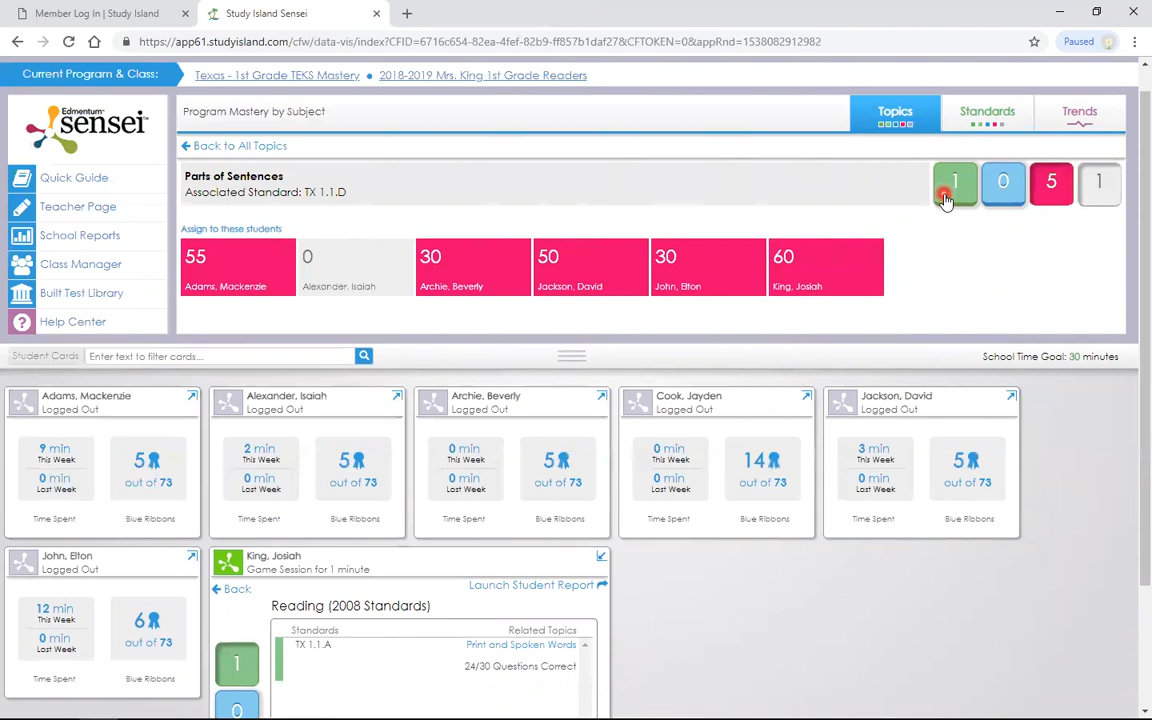 Member Log In | Study Island
Study Island Sensei
https://app61.studyisland.com/cfw/data-vis/index?CFID=6716c654-82ea-4fef-82b9-ff857b1daf27&CFTOKEN=0&appRnd=1538082912982
Paused
Current Program & Class:
Texas - 1st Grade TEKS Mastery
2018-2019 Mrs. King 1st Grade Readers
Edmentum
sensei
Quick Guide
Teacher Page
School Reports
Class Manager
Built Test Library
Help Center
Program Mastery by Subject
Topics
Standards
Trends
Back to All Topics
Parts of Sentences
Associated Standard: TX 1.1.D
1 0 5 1
Assign to these students
55
Adams, Mackenzie
0
Alexander, Isaiah
30
Archie, Beverly
50
Jackson, David
30
John, Elton
60
King, Josiah
Student Cards
Enter text to filter cards...
School Time Goal: 30 minutes
Adams, Mackenzie
Logged Out
9 min
This Week
0 min
Last Week
5
out of 73
Time Spent
Blue Ribbons
Alexander, Isaiah
Logged Out
2 min
This Week
0 min
Last Week
5
out of 73
Time Spent
Blue Ribbons
Archie, Beverly
Logged Out
0 min
This Week
0 min
Last Week
5
out of 73
Time Spent
Blue Ribbons
Cook, Jayden
Logged Out
0 min
This Week
0 min
Last Week
14
out of 73
Time Spent
Blue Ribbons
Jackson, David
Logged Out
3 min
This Week
0 min
Last Week
5
out of 73
Time Spent
Blue Ribbons
John, Elton
Logged Out
12 min
This Week
0 min
Last Week
6
out of 73
Time Spent
Blue Ribbons
King, Josiah
Game Session for 1 minute
Launch Student Report
Back
Reading (2008 Standards)
Standards
Related Topics
TX 1.1.A
Print and Spoken Words
24/30 Questions Correct
1
0